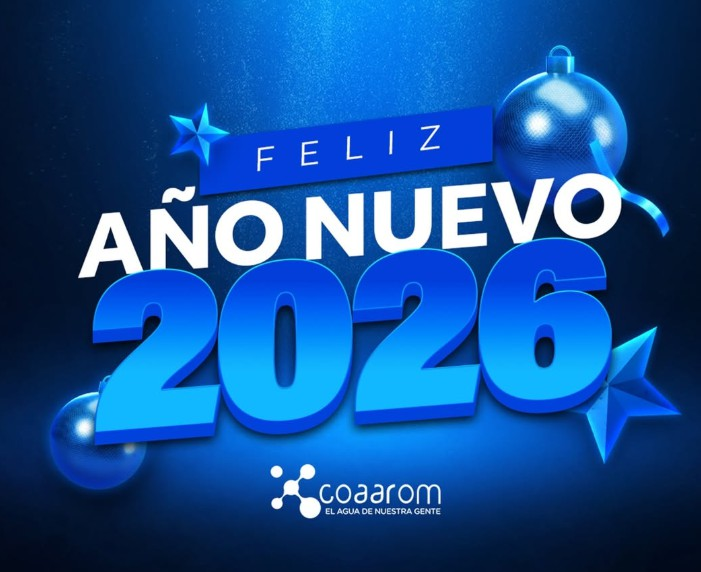 FELIZ
AÑO NUEVO
2026
coaarom
EL AGUA DE NUESTRA GENTE